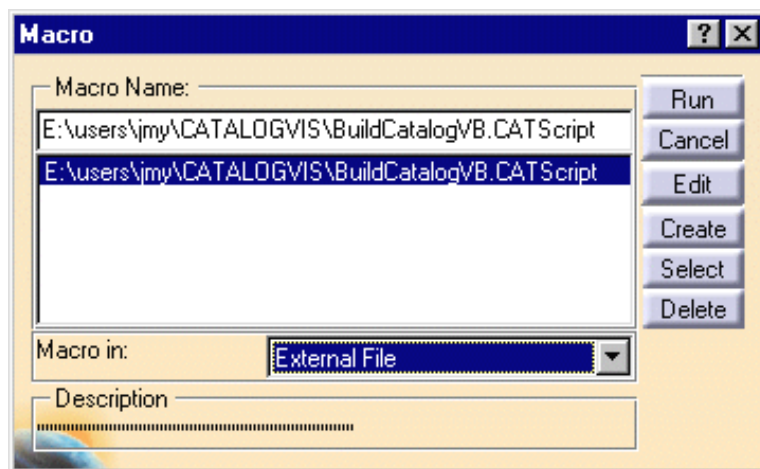 Macro
Macro Name:
E:\users\jmy\CATALOGVIS\BuildCatalogVB.CATScript
E:\users\jmy\CATALOGVIS\BuildCatalogVB.CATScript
Run
Cancel
Edit
Create
Select
Delete
Macro in:
External File
Description